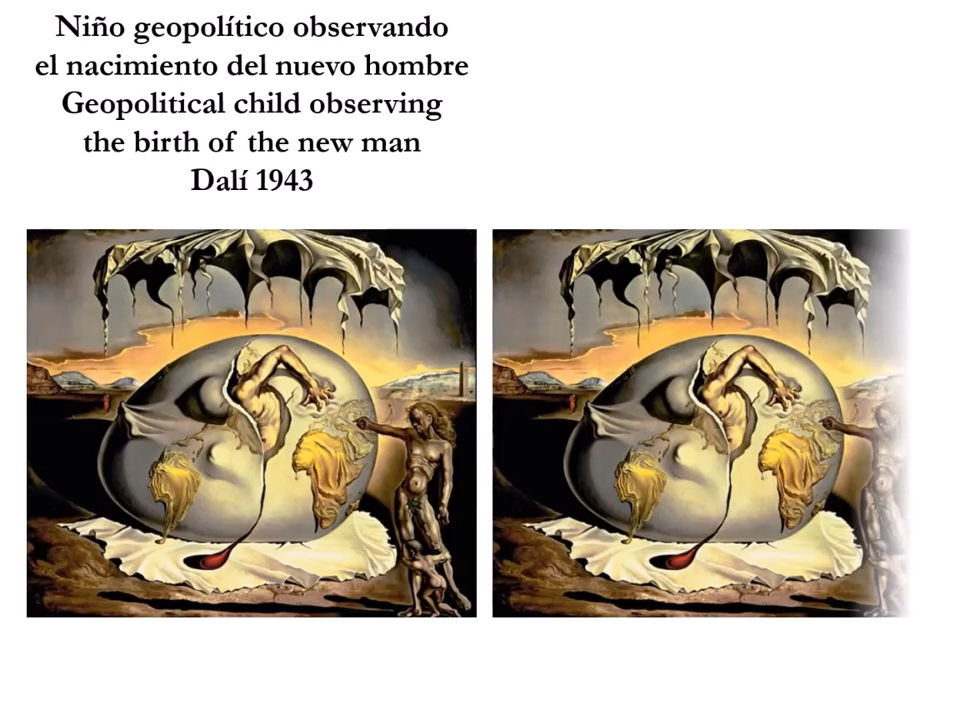 Niño geopolítico observando
el nacimiento del nuevo hombre
Geopolitical child observing
the birth of the new man
Dalí 1943